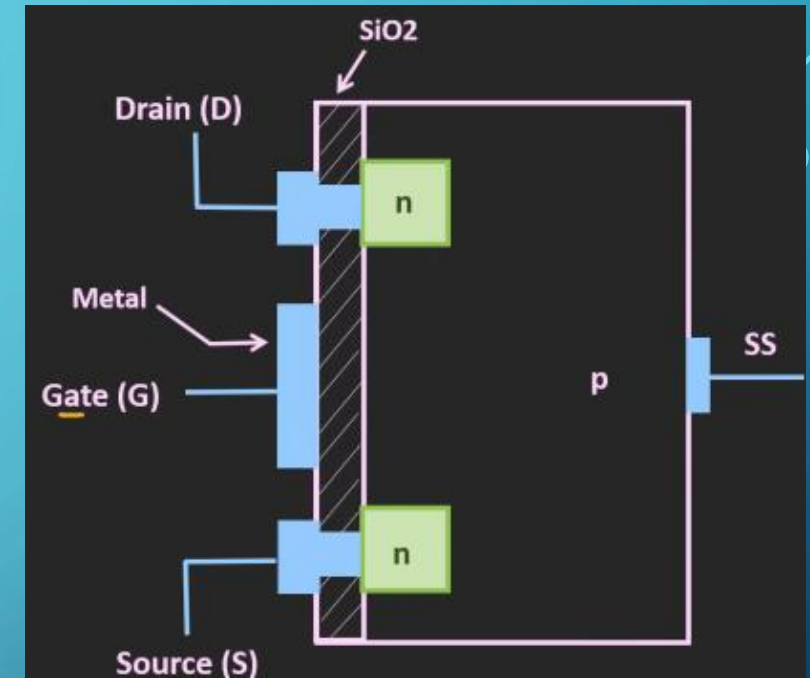 SiO2
Drain (D)
n
Metal
SS
p
Gate (G)
n
Source (S)